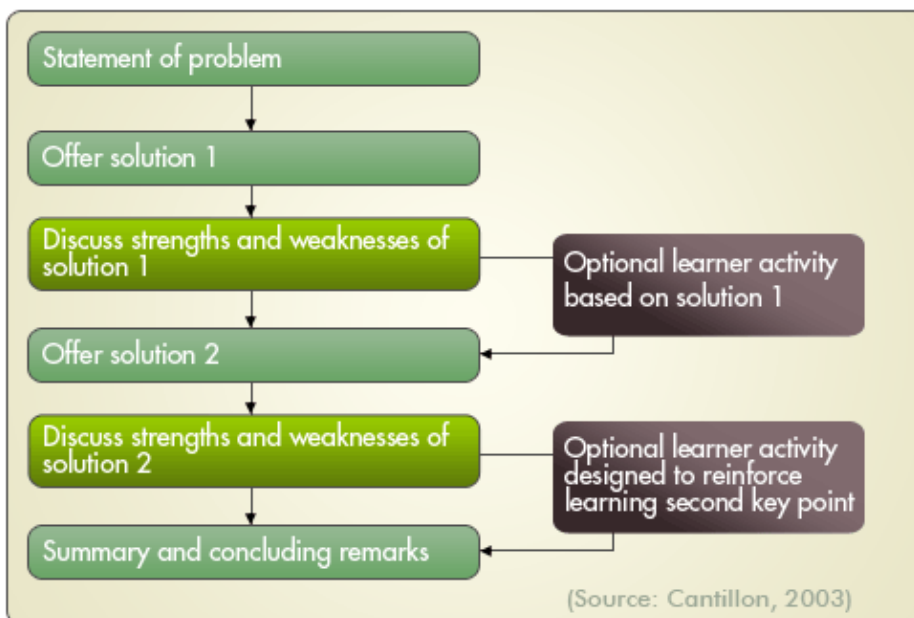 Statement of problem
Offer solution 1
Discuss strengths and weaknesses of
solution 1
Optional learner activity
based on solution 1
Offer solution 2
Discuss strengths and weaknesses of
solution 2
Optional learner activity
designed to reinforce
learning second key point
Summary and concluding remarks
(Source: Cantillon, 2003)